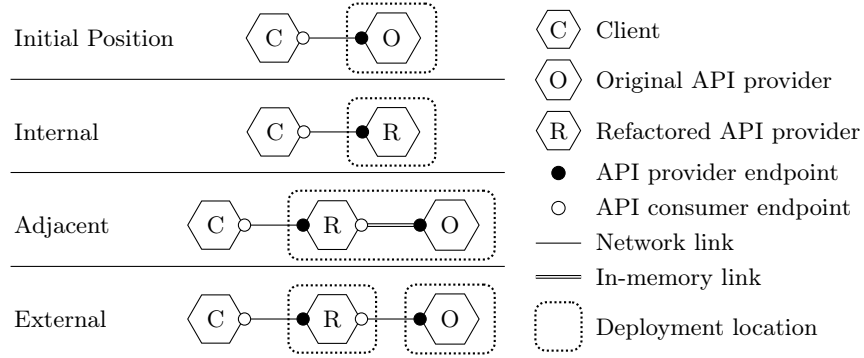 Initial Position C O
Internal C R
Adjacent C R O
External C R O
C Client
O Original API provider
R Refactored API provider
API provider endpoint
API consumer endpoint
Network link
In-memory link
Deployment location